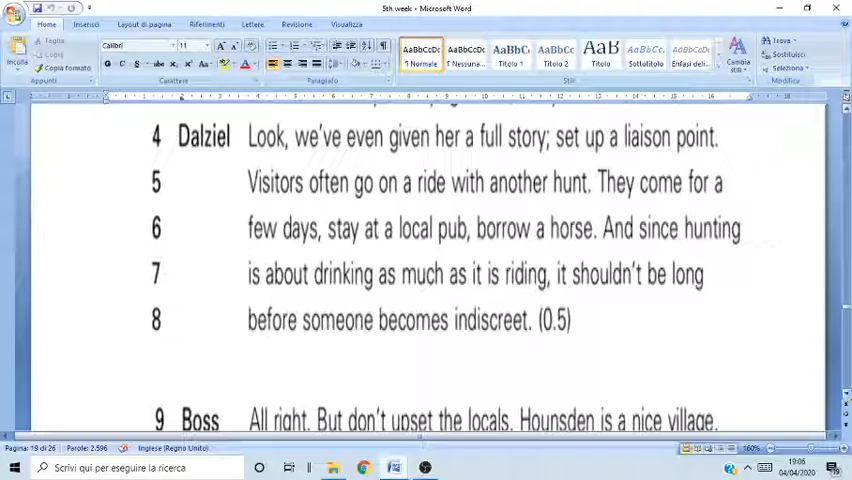 5th week - Microsoft Word
Home Inserisci Layout di pagina Riferimenti Lettere Revisione Visualizza
Taglia
Copia
Copia formato
Incolla
Calibri 11
AaBbCcDc AaBbCcDc AaBbC AaBbCc AaB AaBbCc. AaBbCcDc
¶ Normale ¶ Nessuna... Titolo 1 Titolo 2 Titolo Sottotitolo Enfasi deli...
Cambia stili
Trova
Sostituisci
Seleziona
Appunti Carattere Paragrafo Stili Modifica
4 Dalziel Look, we've even given her a full story; set up a liaison point.
5 Visitors often go on a ride with another hunt. They come for a
6 few days, stay at a local pub, borrow a horse. And since hunting
7 is about drinking as much as it is riding, it shouldn't be long
8 before someone becomes indiscreet. (0.5)
9 Boss All right. But don't upset the locals. Hounsden is a nice village.
Pagina: 19 di 26 Parole: 2.596 Inglese (Regno Unito) 160%
Scrivi qui per eseguire la ricerca
19:06
04/04/2020